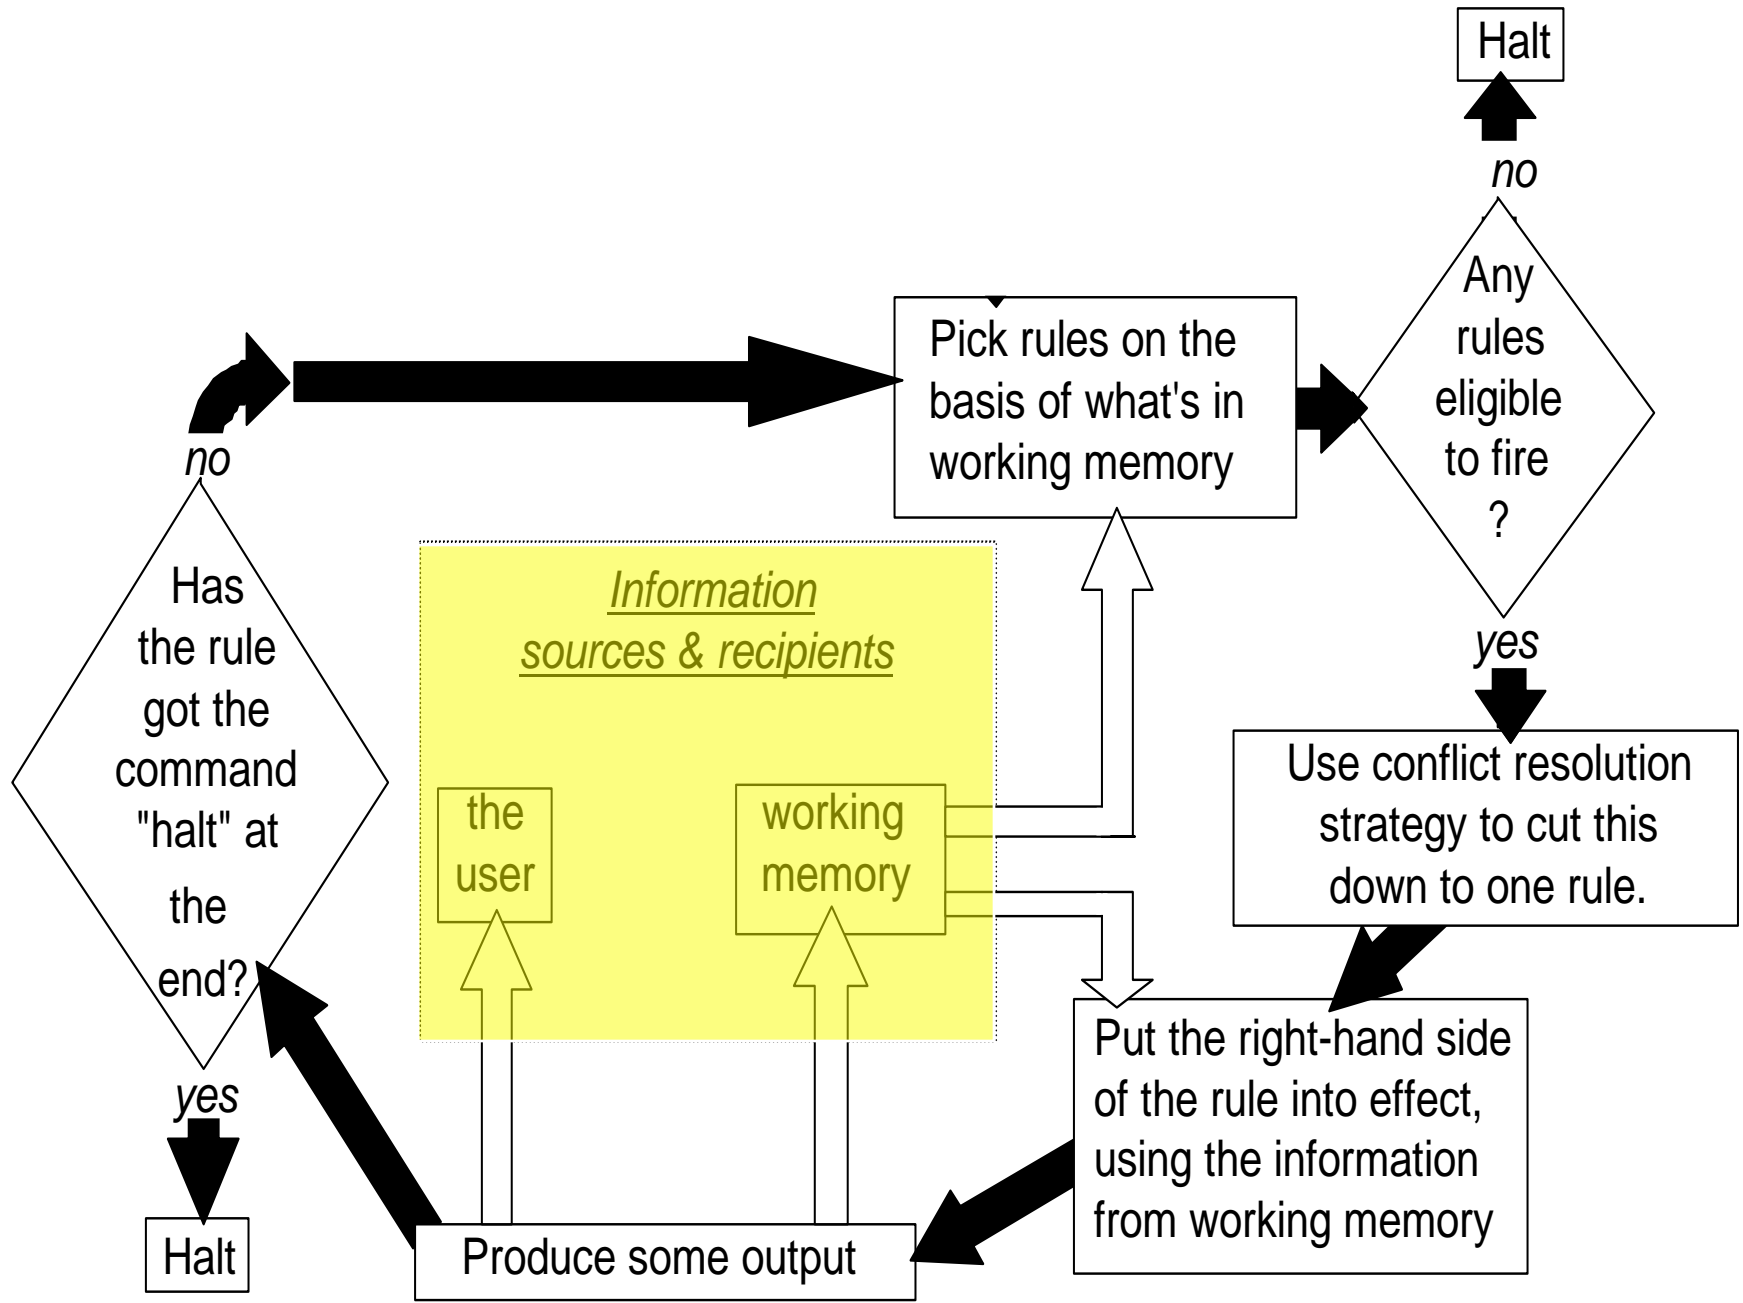 Halt
no
Any
rules
eligible
to fire
?
yes
Pick rules on the
basis of what's in
working memory
no
Has
the rule
got the
command
"halt" at
the
end?
yes
Halt
Information
sources & recipients
the
user
working
memory
Use conflict resolution
strategy to cut this
down to one rule.
Put the right-hand side
of the rule into effect,
using the information
from working memory
Produce some output